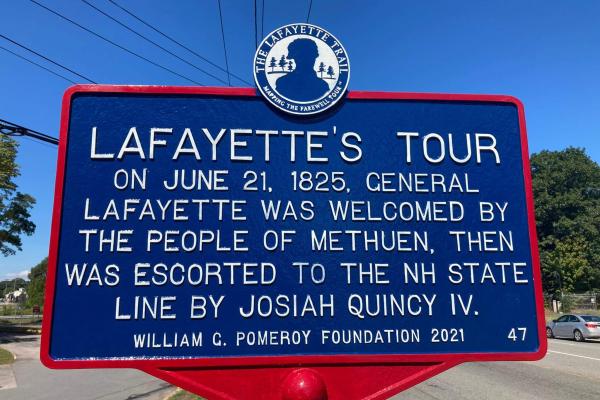 THE LAFAYETTE TRAIL
MAPPING THE FAREWELL TOUR
LAFAYETTE'S TOUR
ON JUNE 21, 1825, GENERAL
LAFAYETTE WAS WELCOMED BY
THE PEOPLE OF METHUEN, THEN
WAS ESCORTED TO THE NH STATE
LINE BY JOSIAH QUINCY IV.
WILLIAM G. POMEROY FOUNDATION 2021 47